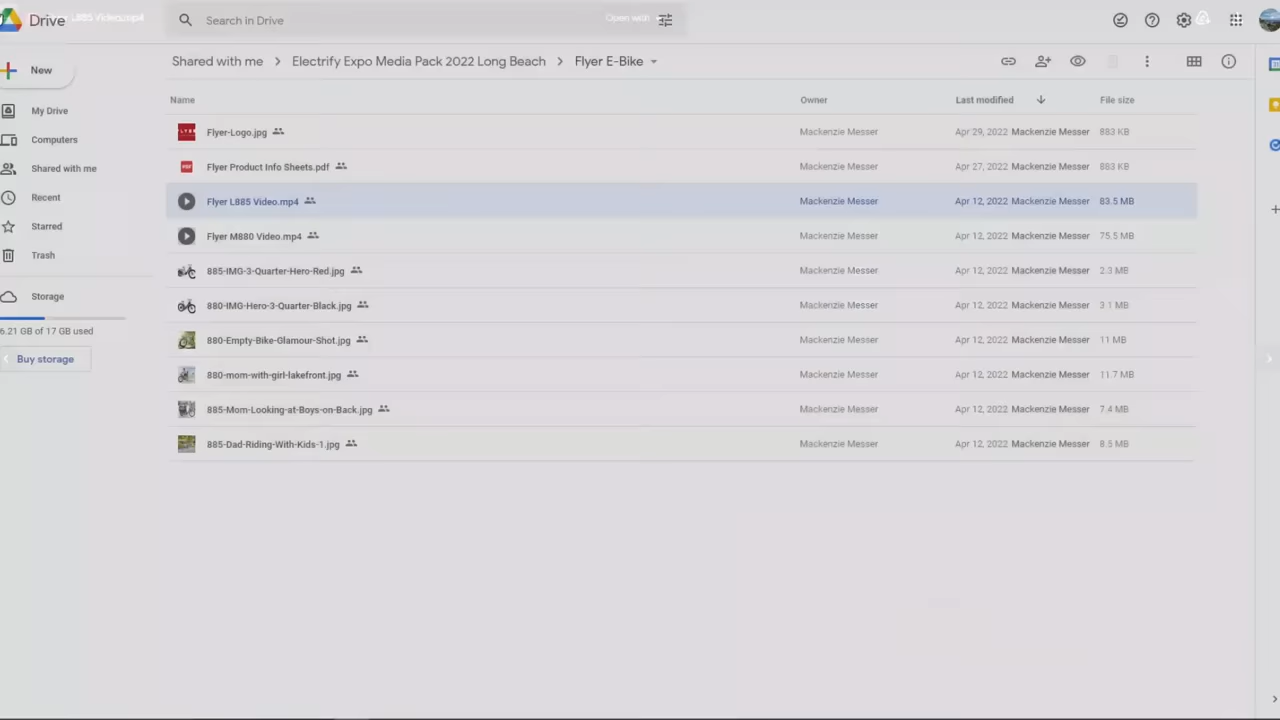 Drive
L885 Video.mp4
Search in Drive
Open with
New
Shared with me > Electrify Expo Media Pack 2022 Long Beach > Flyer E-Bike
My Drive
Computers
Shared with me
Recent
Starred
Trash
Storage
6.21 GB of 17 GB used
Buy storage
Name Owner Last modified File size
Flyer-Logo.jpg Mackenzie Messer Apr 29, 2022 Mackenzie Messer 883 KB
Flyer Product Info Sheets.pdf Mackenzie Messer Apr 27, 2022 Mackenzie Messer 883 KB
Flyer L885 Video.mp4 Mackenzie Messer Apr 12, 2022 Mackenzie Messer 83.5 MB
Flyer M880 Video.mp4 Mackenzie Messer Apr 12, 2022 Mackenzie Messer 75.5 MB
885-IMG-3-Quarter-Hero-Red.jpg Mackenzie Messer Apr 12, 2022 Mackenzie Messer 2.3 MB
880-IMG-Hero-3-Quarter-Black.jpg Mackenzie Messer Apr 12, 2022 Mackenzie Messer 3.1 MB
880-Empty-Bike-Glamour-Shot.jpg Mackenzie Messer Apr 12, 2022 Mackenzie Messer 11 MB
880-mom-with-girl-lakefront.jpg Mackenzie Messer Apr 12, 2022 Mackenzie Messer 11.7 MB
885-Mom-Looking-at-Boys-on-Back.jpg Mackenzie Messer Apr 12, 2022 Mackenzie Messer 7.4 MB
885-Dad-Riding-With-Kids-1.jpg Mackenzie Messer Apr 12, 2022 Mackenzie Messer 8.5 MB